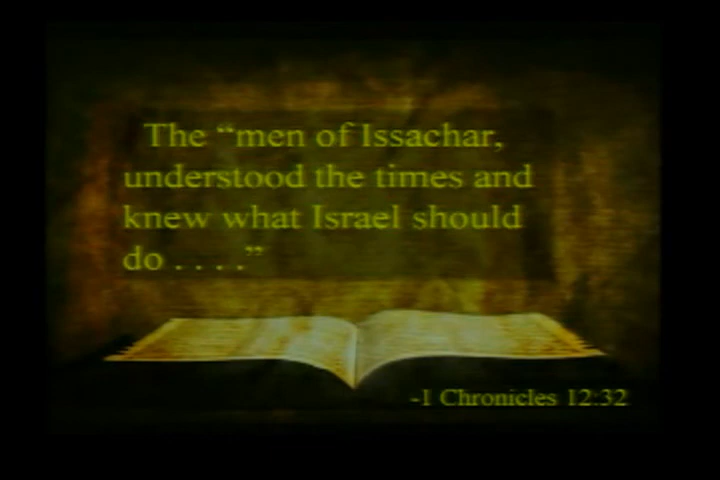 The “men of Issachar,
understood the times and
knew what Israel should
do . . . .”
-1 Chronicles 12:32